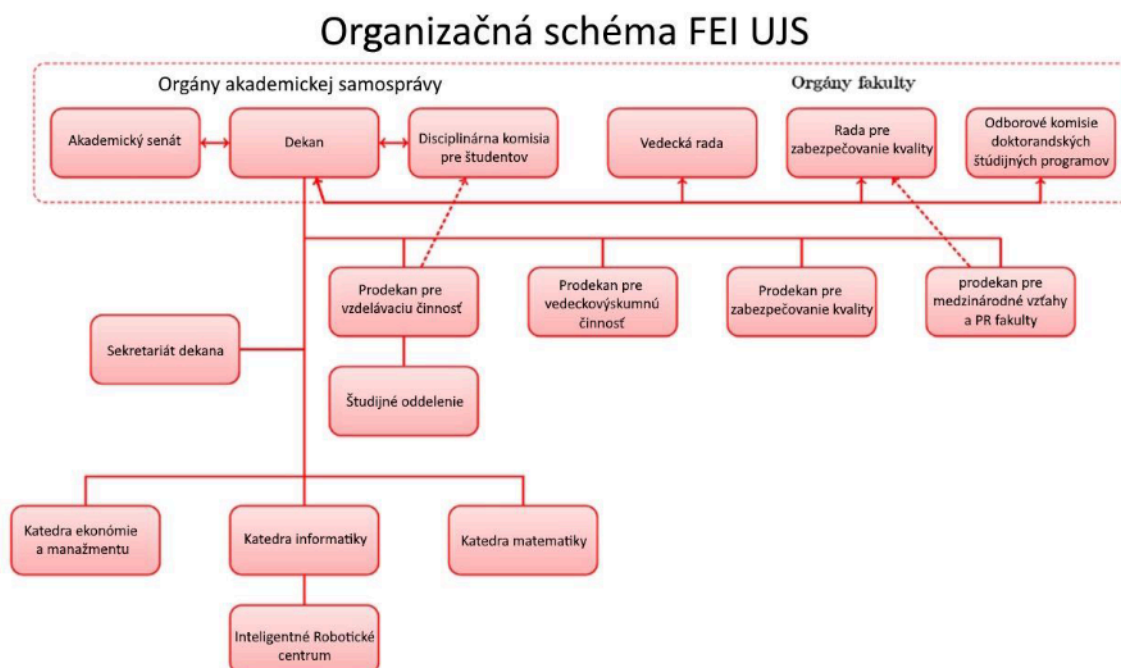 Organizačná schéma FEI UJS
Orgány akademickej samosprávy
Orgány fakulty
Akademický senát
Dekan
Disciplinárna komisia
pre študentov
Vedecká rada
Rada pre
zabezpečovanie kvality
Odborové komisie
doktorandských
štúdijných programov
Prodekan pre
vzdelávaciu činnosť
Prodekan pre
vedeckovýskumnú
činnosť
Prodekan pre
zabezpečovanie kvality
prodekan pre
medzinárodné vzťahy
a PR fakulty
Sekretariát dekana
Študijné oddelenie
Katedra ekonómie
a manažmentu
Katedra informatiky
Katedra matematiky
Inteligentné Robotické
centrum